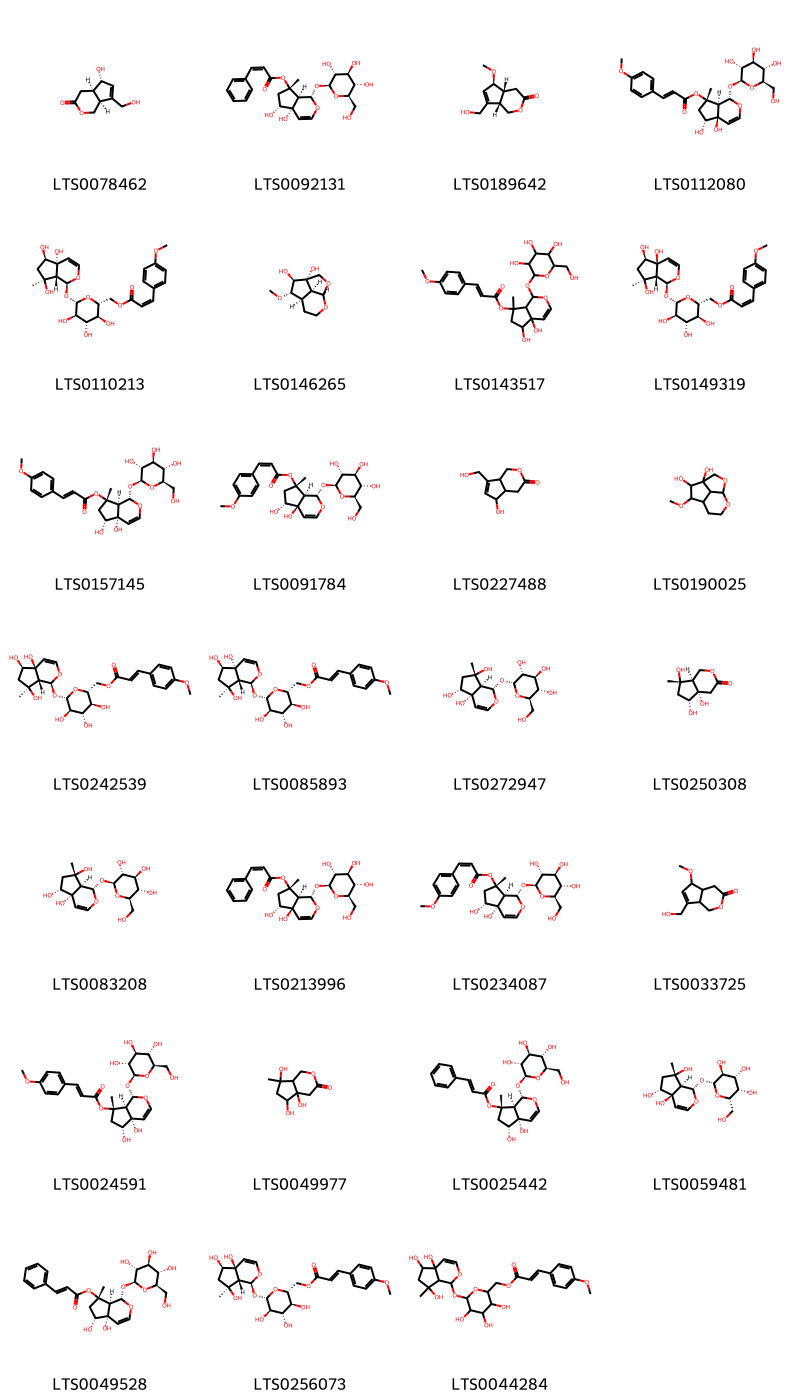 LTS0078462 LTS0092131 LTS0189642 LTS0112080
LTS0110213 LTS0146265 LTS0143517 LTS0149319
LTS0157145 LTS0091784 LTS0227488 LTS0190025
LTS0242539 LTS0085893 LTS0272947 LTS0250308
LTS0083208 LTS0213996 LTS0234087 LTS0033725
LTS0024591 LTS0049977 LTS0025442 LTS0059481
LTS0049528 LTS0256073 LTS0044284